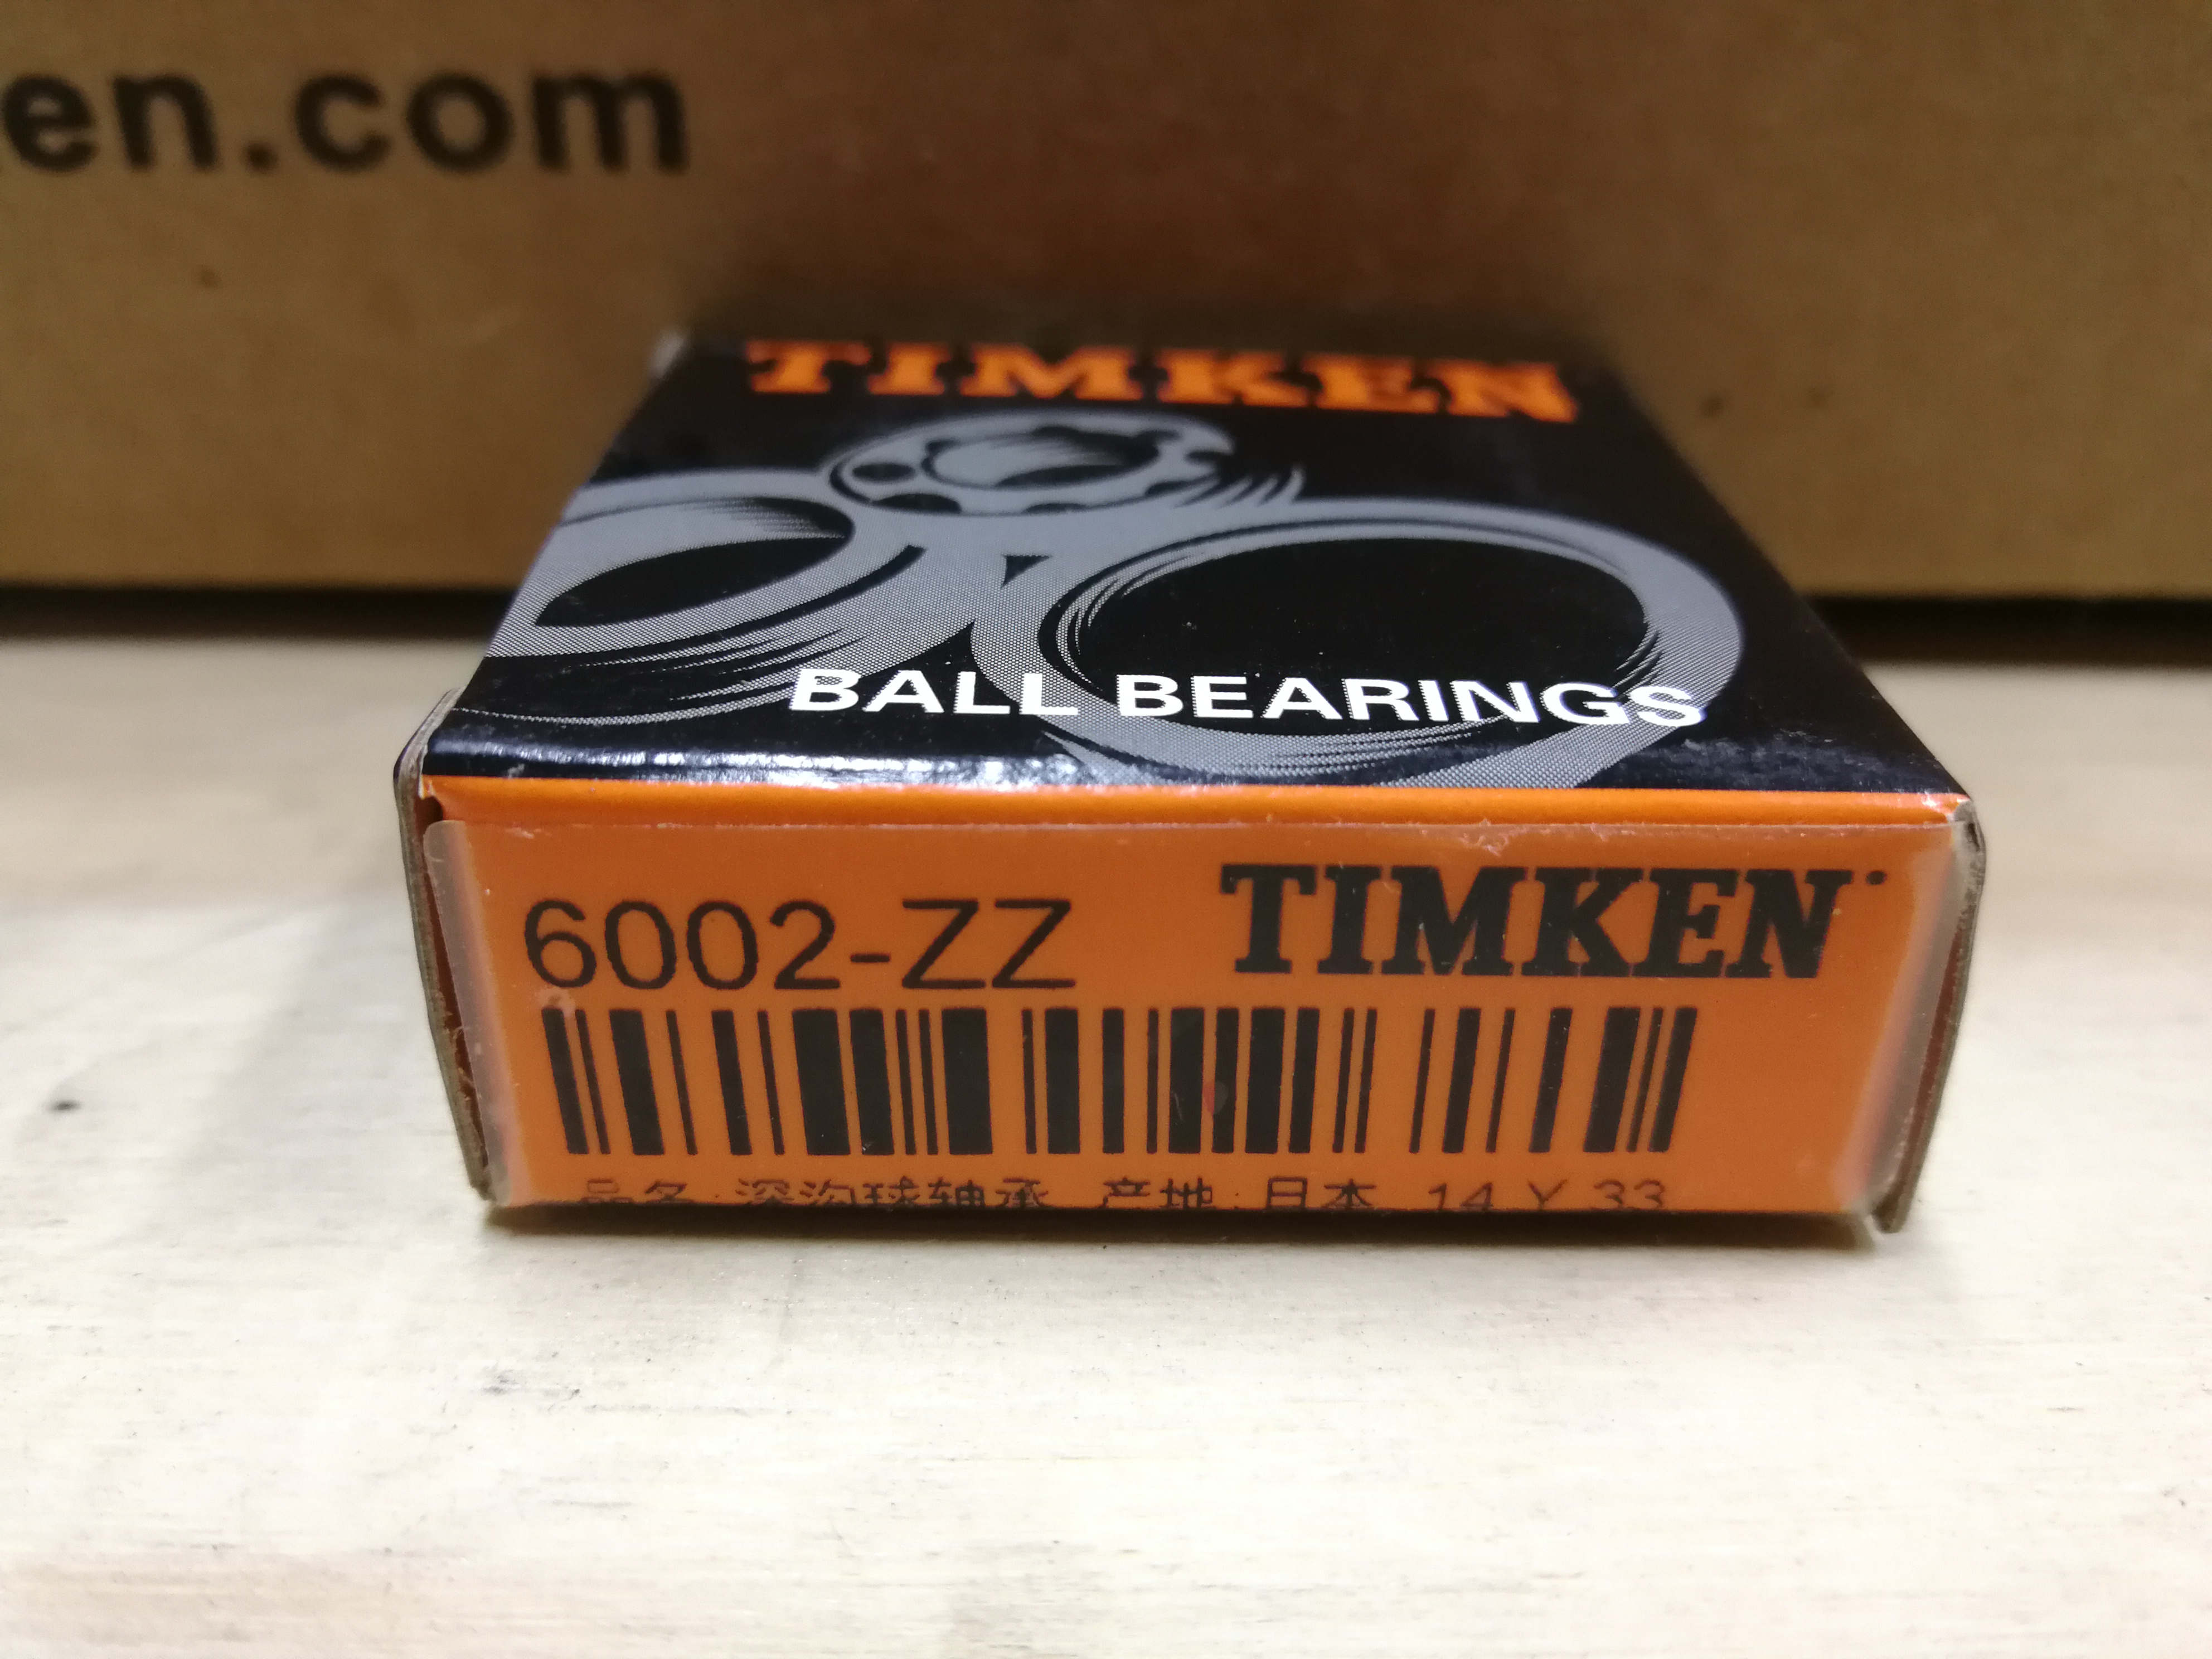 en.com
TIMKEN
BALL BEARINGS
6002-ZZ TIMKEN
品名:深沟球轴承 产地:日本 14 Y 33